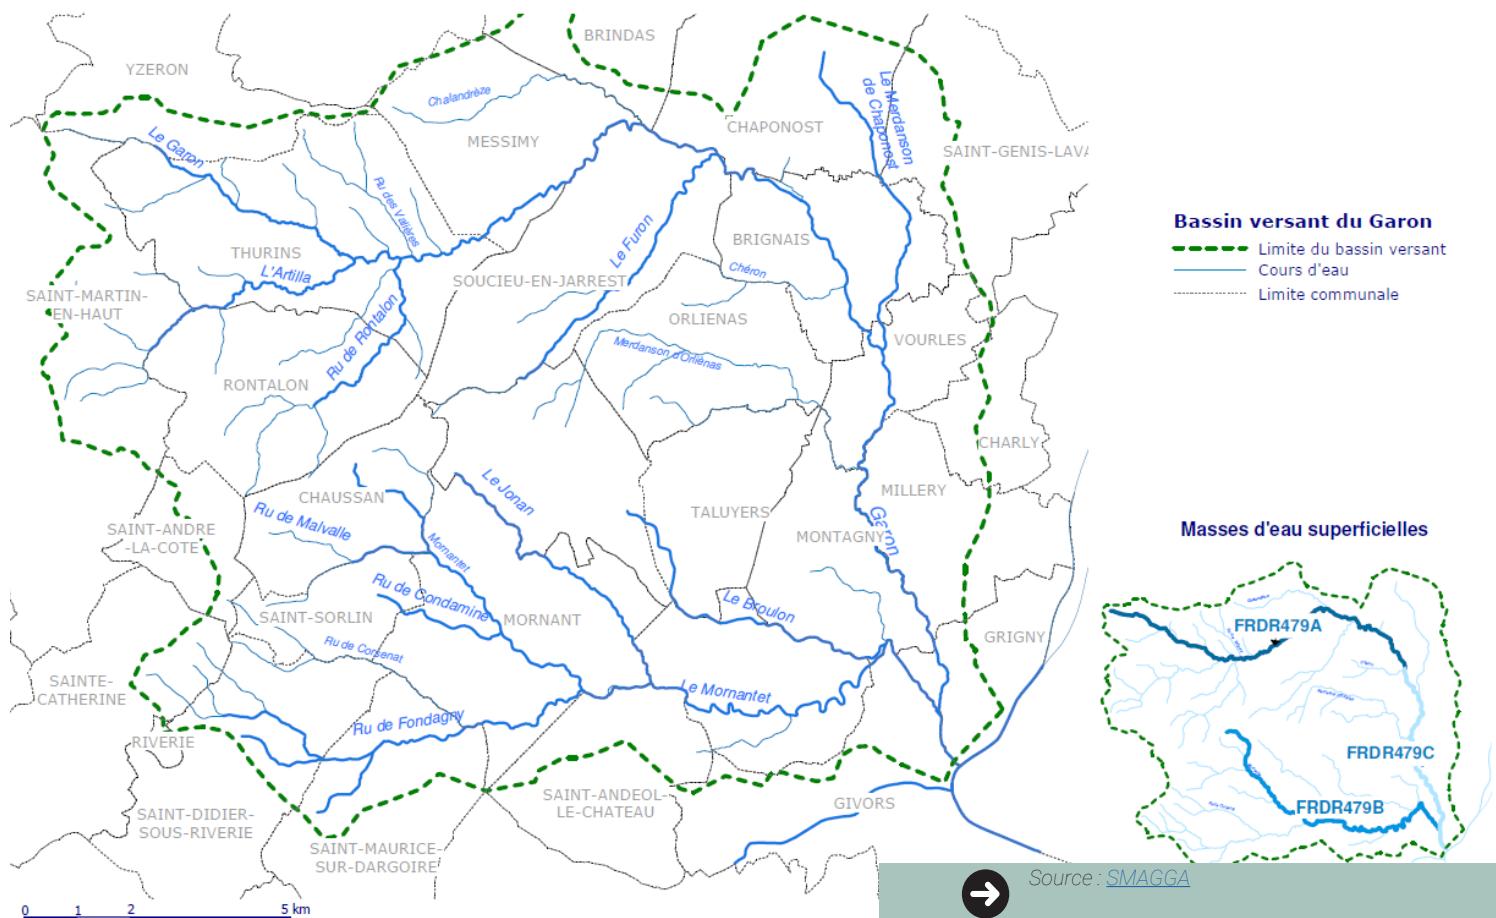 BRINDAS
YZERON
Chalandrèze
Le Merdanson
de Chaponost
CHAPONOST
MESSIMY
Le Garon
SAINT-GENIS-LAVA
Ru des Vallières
Le Furon
BRIGNAIS
THURINS
L'Artilla
Chéron
SOUCIEU-EN-JARREST
SAINT-MARTIN-
EN-HAUT
ORLIENAS
Ru de Rontalon
VOURLES
Merdanson d'Orliénas
RONTALON
CHARLY
Le Jonan
CHAUSSAN
MILLERY
Ru de Malvalle
TALUYERS
Garon
SAINT-ANDRE
-LA-COTE
MONTAGNY
Mornantet
Ru de Condamine
Le Broulon
SAINT-SORLIN
MORNANT
GRIGNY
Ru de Corsenat
SAINTE-
CATHERINE
Le Mornantet
Ru de Fondagny
RIVERIE
SAINT-ANDEOL-
LE-CHATEAU
GIVORS
SAINT-DIDIER-
SOUS-RIVERIE
SAINT-MAURICE-
SUR-DARGOIRE
0 1 2 5 km
Bassin versant du Garon
Limite du bassin versant
Cours d'eau
Limite communale
Masses d'eau superficielles
FRDR479A
FRDR479C
FRDR479B
Source : SMAGGA